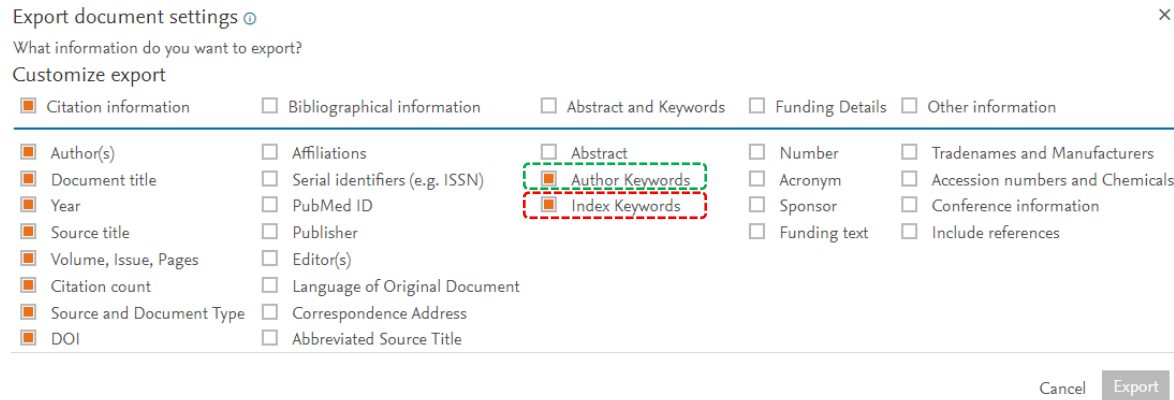 Export document settings
What information do you want to export?
Customize export
Citation information Bibliographical information Abstract and Keywords Funding Details Other information
Author(s) Affiliations Abstract Number Tradenames and Manufacturers
Document title Serial identifiers (e.g. ISSN) Author Keywords Acronym Accession numbers and Chemicals
Year PubMed ID Index Keywords Sponsor Conference information
Source title Publisher Funding text Include references
Volume, Issue, Pages Editor(s)
Citation count Language of Original Document
Source and Document Type Correspondence Address
DOI Abbreviated Source Title
Cancel Export